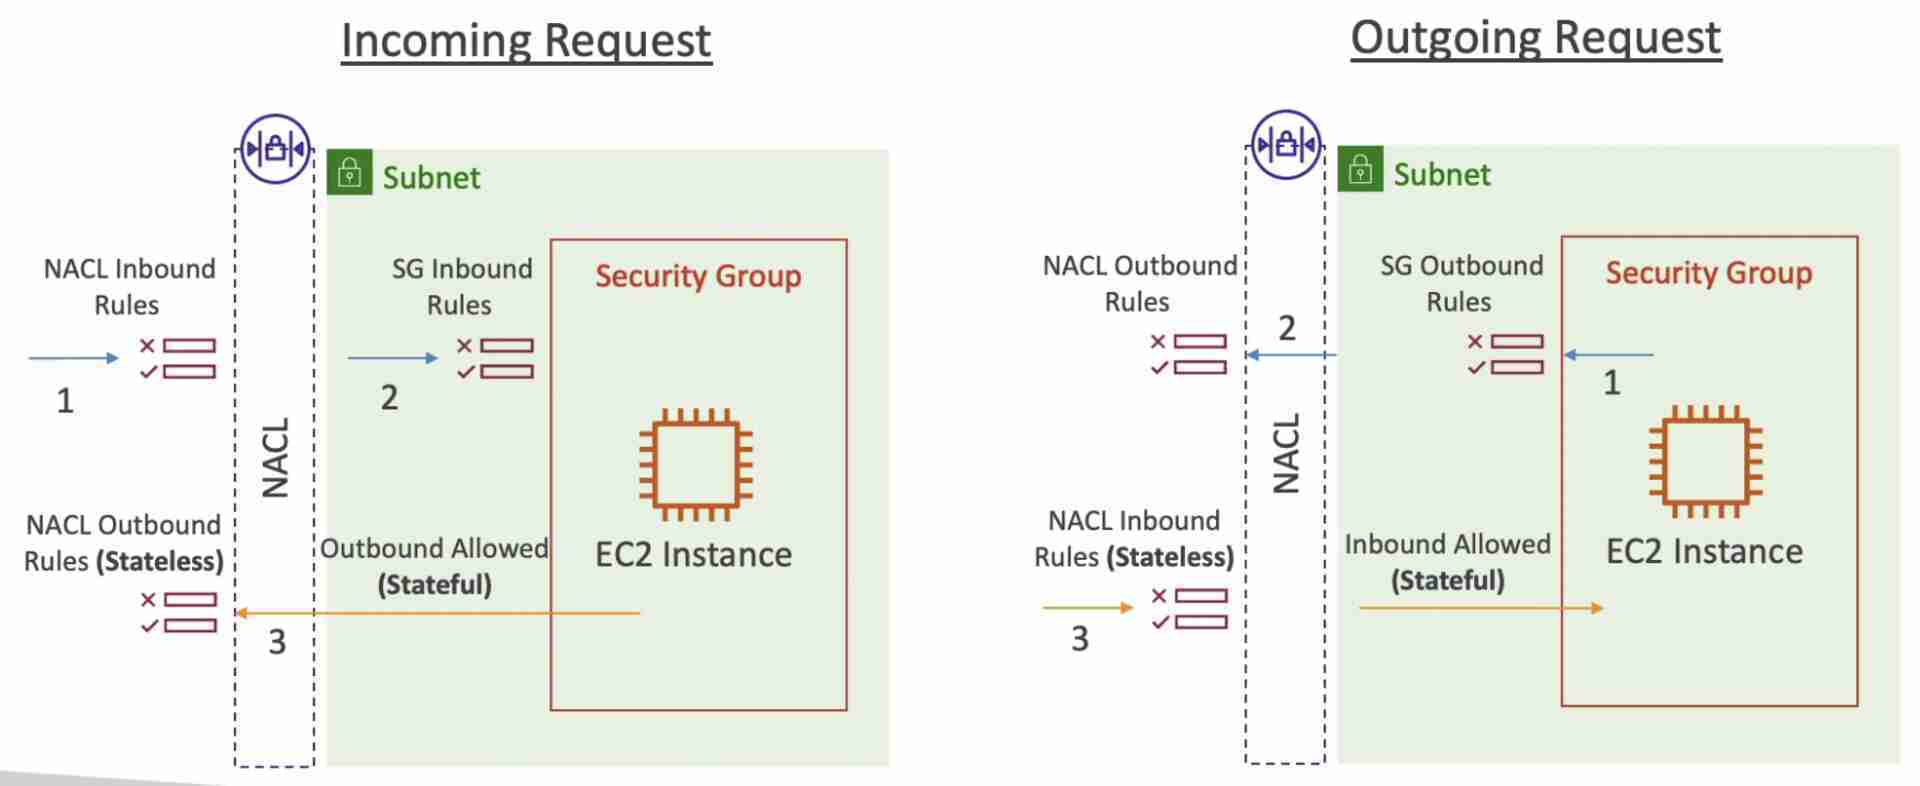 Incoming Request
Subnet
NACL Inbound
Rules
1
SG Inbound
Rules
2
Security Group
NACL
EC2 Instance
NACL Outbound
Rules (Stateless)
Outbound Allowed
(Stateful)
3
Outgoing Request
Subnet
NACL Outbound
Rules
2
SG Outbound
Rules
1
Security Group
NACL
EC2 Instance
NACL Inbound
Rules (Stateless)
3
Inbound Allowed
(Stateful)